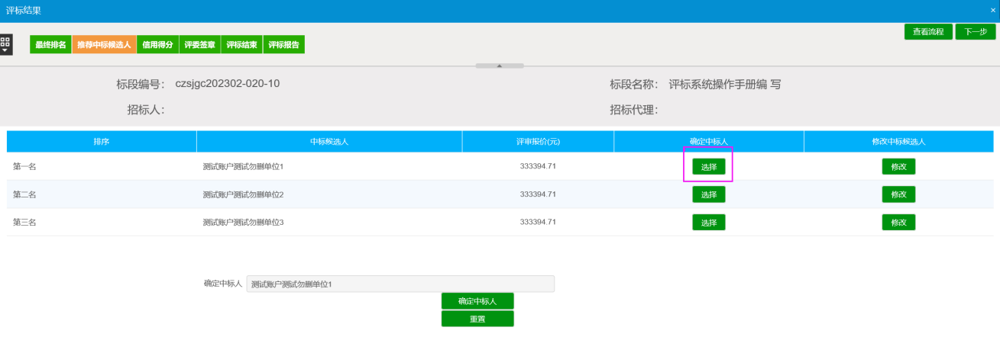 评标结果 ×
查看流程 下一步
最终排名 推荐中标候选人 信用得分 评委签章 评标结束 评标报告
标段编号： czsjgc202302-020-10 标段名称： 评标系统操作手册编 写
招标人： 招标代理：
排序 中标候选人 评审报价(元) 确定中标人 修改中标候选人
第一名 测试账户测试勿删单位1 333394.71 选择 修改
第二名 测试账户测试勿删单位2 333394.71 选择 修改
第三名 测试账户测试勿删单位3 333394.71 选择 修改
确定中标人 测试账户测试勿删单位1
确定中标人
重置